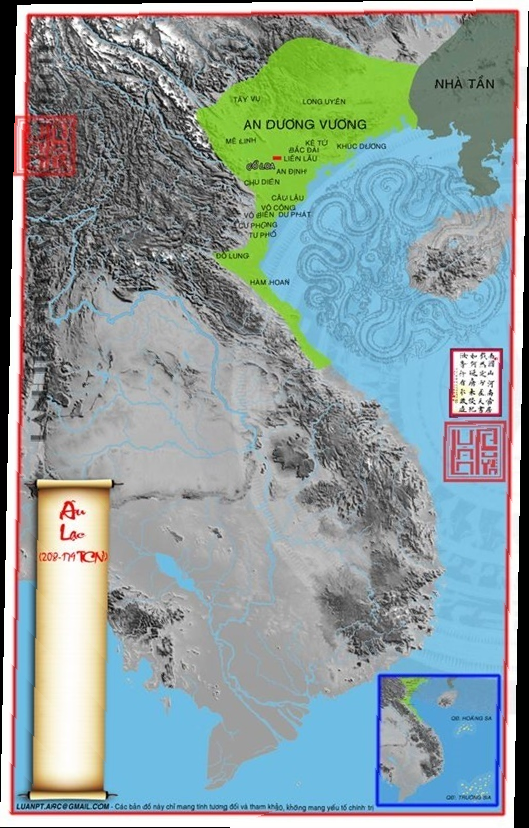 NHÀ TẦN
TÂY VU
LONG UYÊN
AN DƯƠNG VƯƠNG
MÊ LINH
KÊ TỪ
BẮC ĐÁI
KHÚC DƯƠNG
LIÊN LÂU
CỔ LOA
AN ĐỊNH
CHU DIÊN
CÂU LẬU
VÔ CÔNG
VÔ BIÊN
DƯ PHÁT
CƯ PHONG
TƯ PHỐ
ĐÔ LUNG
HÀM HOAN
Âu
Lạc
(208-179 TCN)
QĐ. HOÀNG SA
QĐ. TRƯỜNG SA
LUANPT.ARC@GMAIL.COM - Các bản đồ này chỉ mang tính tương đối và tham khảo, không mang yếu tố chính trị